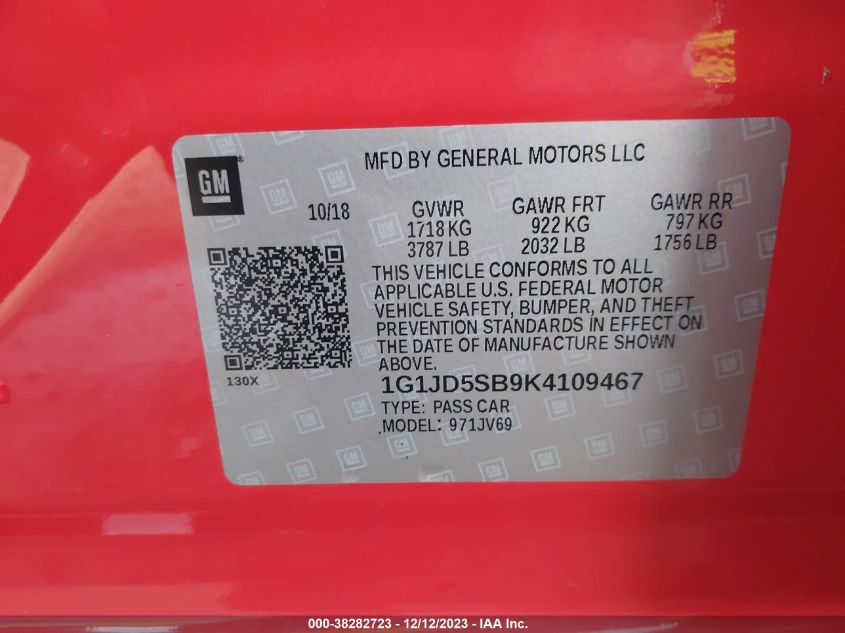 MFD BY GENERAL MOTORS LLC
GM
10/18
GVWR GAWR FRT GAWR RR
1718 KG 922 KG 797 KG
3787 LB 2032 LB 1756 LB
THIS VEHICLE CONFORMS TO ALL
APPLICABLE U.S. FEDERAL MOTOR
VEHICLE SAFETY, BUMPER, AND THEFT
PREVENTION STANDARDS IN EFFECT ON
THE DATE OF MANUFACTURE SHOWN
ABOVE.
130X
1G1JD5SB9K4109467
TYPE: PASS CAR
MODEL: 971JV69
000-38282723 - 12/12/2023 - IAA Inc.